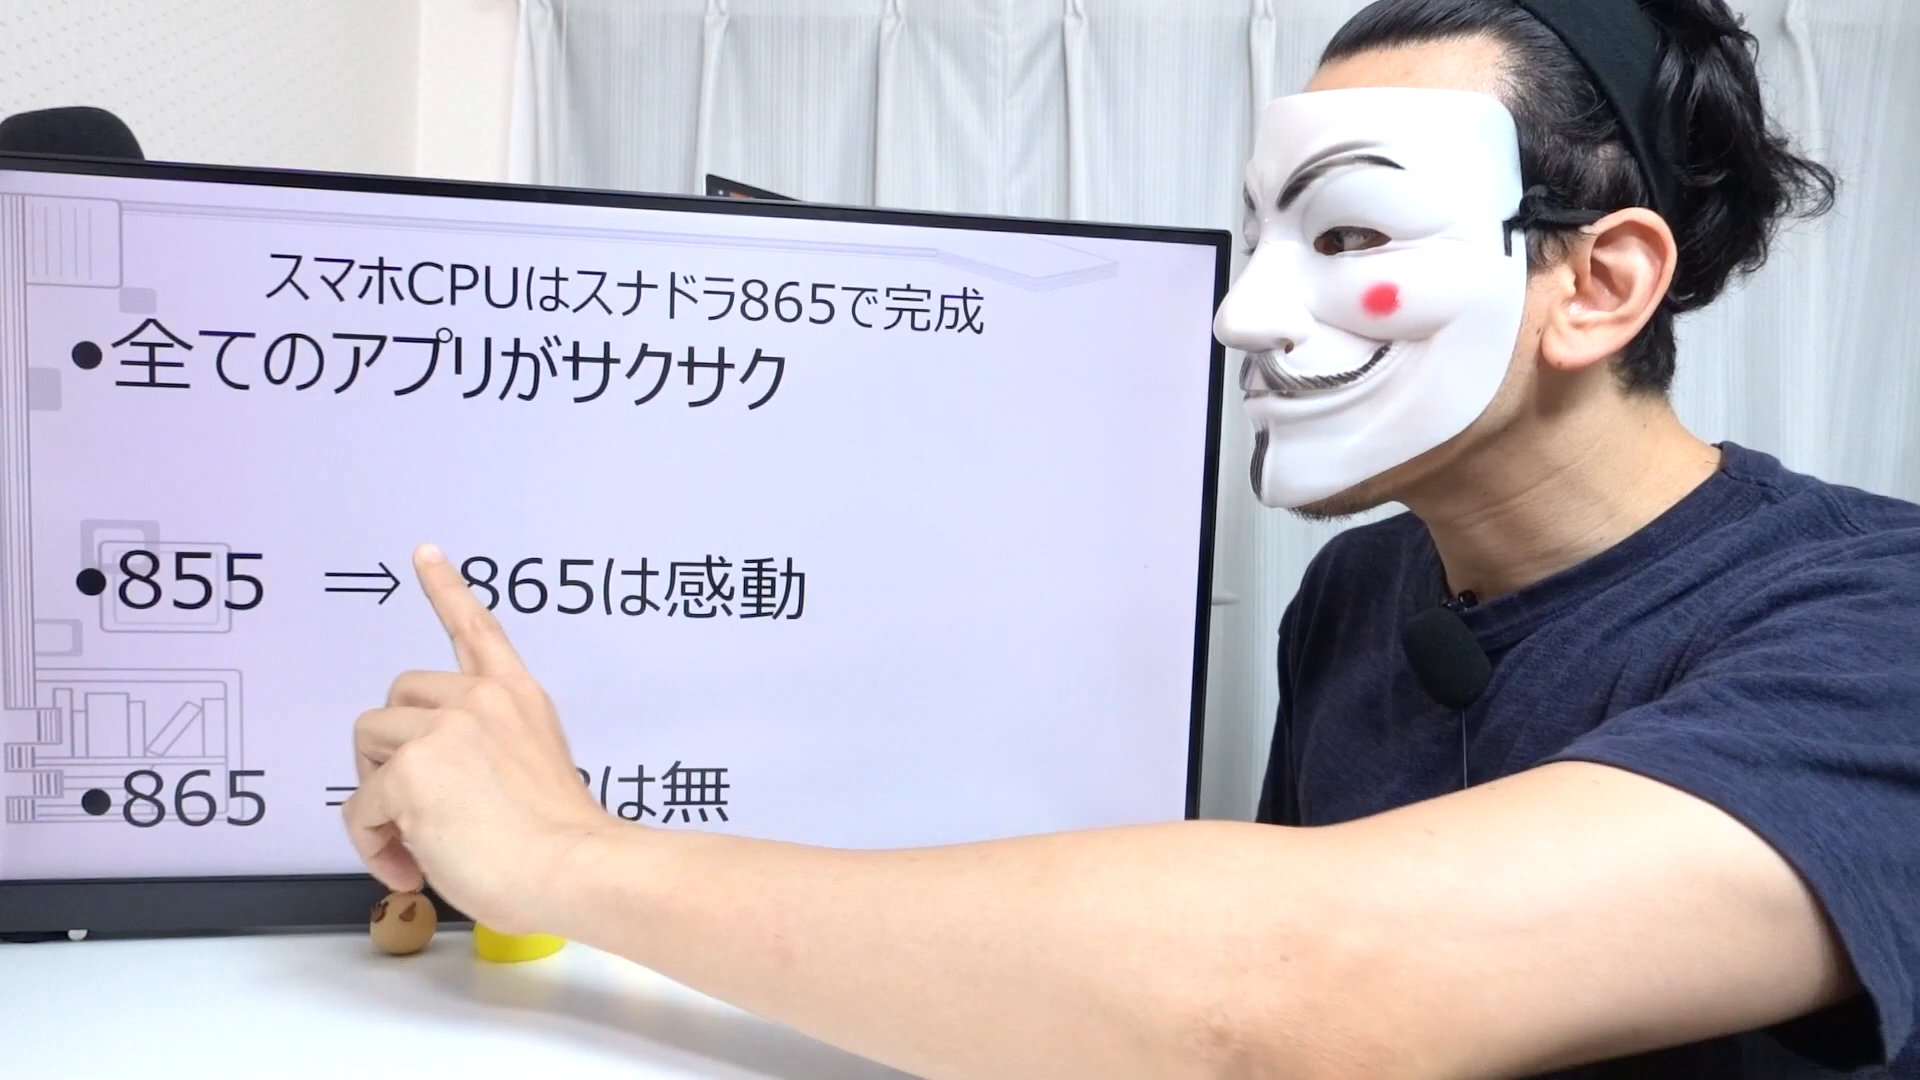 スマホCPUはスナドラ865で完成
•全てのアプリがサクサク
•855 ⇒ 865は感動
•865 は無